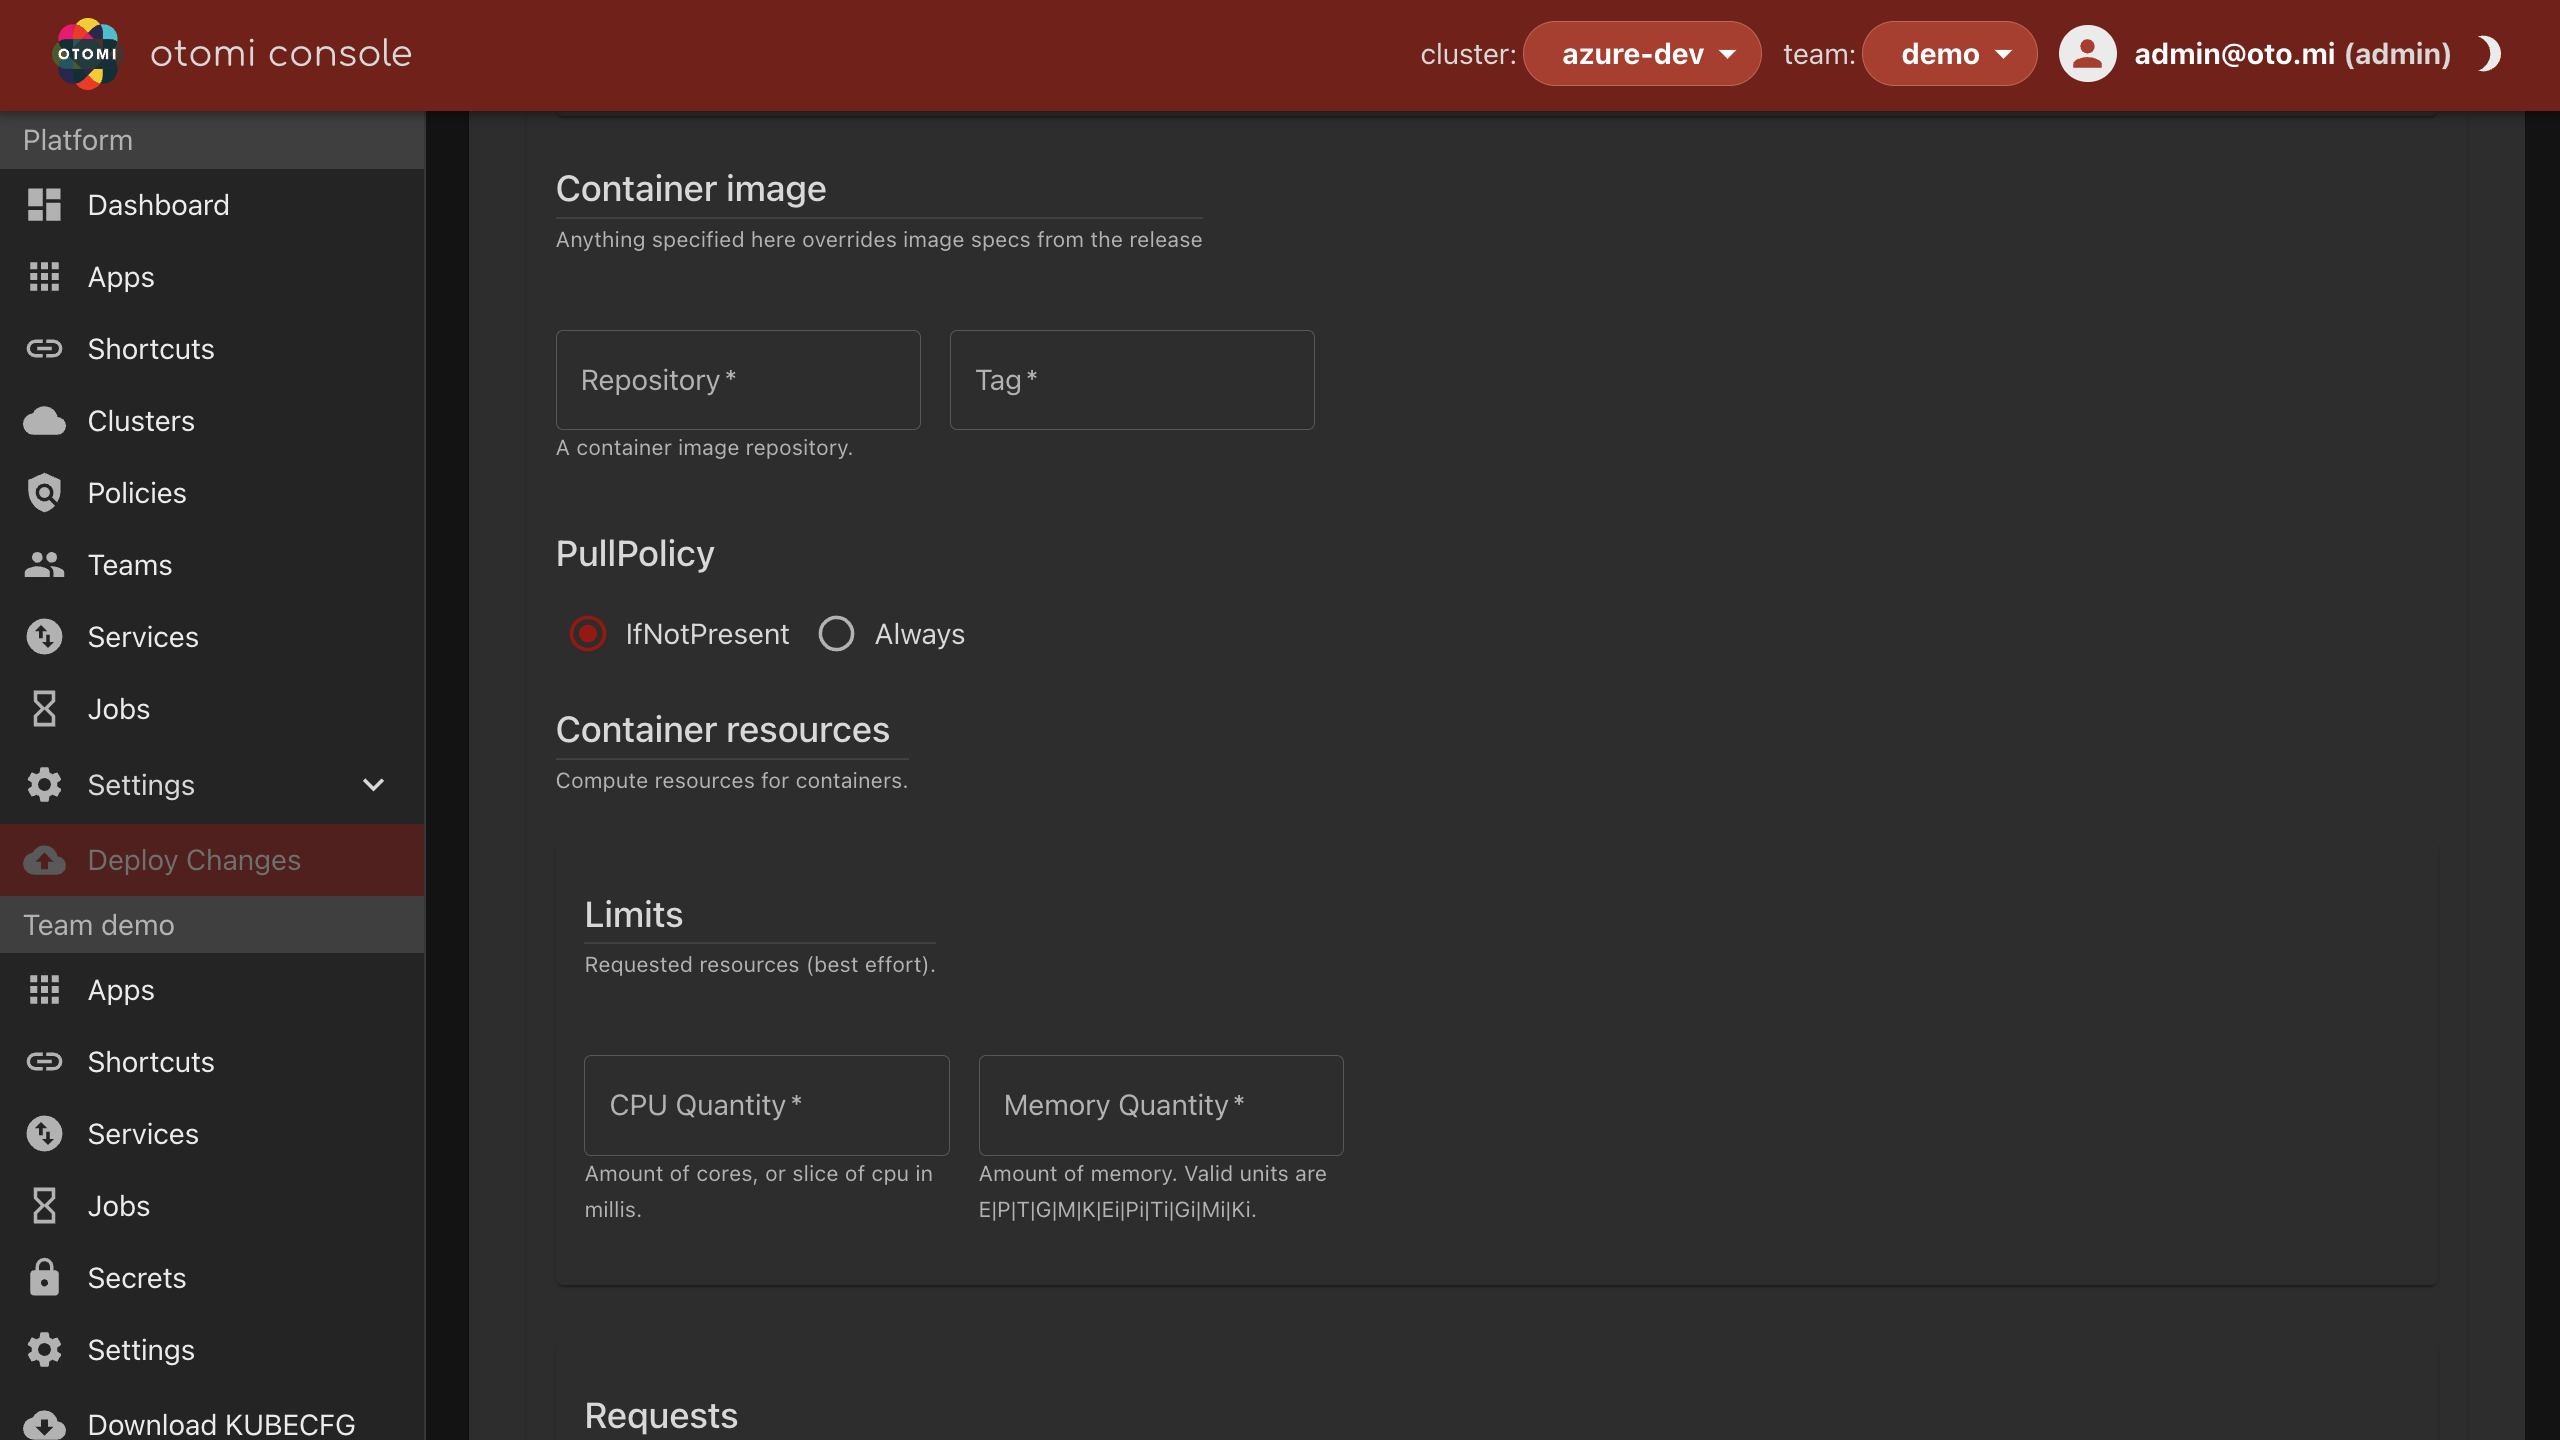 OTOMI
otomi console
cluster:
azure-dev
team:
demo
admin@oto.mi (admin)
Platform
Dashboard
Apps
Shortcuts
Clusters
Policies
Teams
Services
Jobs
Settings
Deploy Changes
Team demo
Apps
Shortcuts
Services
Jobs
Secrets
Settings
Download KUBECFG
Container image
Anything specified here overrides image specs from the release
Repository *
Tag *
A container image repository.
PullPolicy
IfNotPresent
Always
Container resources
Compute resources for containers.
Limits
Requested resources (best effort).
CPU Quantity *
Memory Quantity *
Amount of cores, or slice of cpu in
millis.
Amount of memory. Valid units are
E|P|T|G|M|K|Ei|Pi|Ti|Gi|Mi|Ki.
Requests